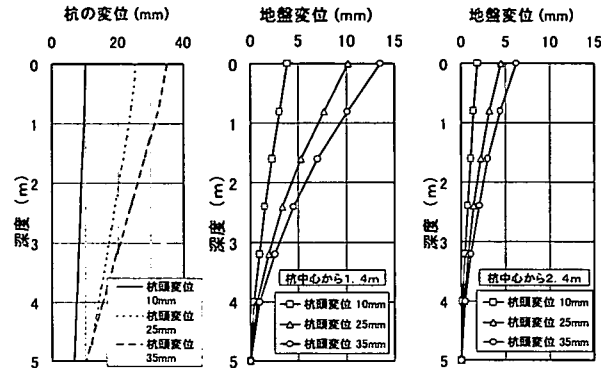 杭の変位 (mm)
0 20 40
0
1
2
3
4
5
深度 (m)
杭頭変位
10mm
杭頭変位
25mm
杭頭変位
35mm
地盤変位 (mm)
0 5 10 15
0
1
2
3
4
5
深度 (m)
杭中心から1.4m
杭頭変位 10mm
杭頭変位 25mm
杭頭変位 35mm
地盤変位 (mm)
0 5 10 15
0
1
2
3
4
5
深度 (m)
杭中心から2.4m
杭頭変位 10mm
杭頭変位 25mm
杭頭変位 35mm